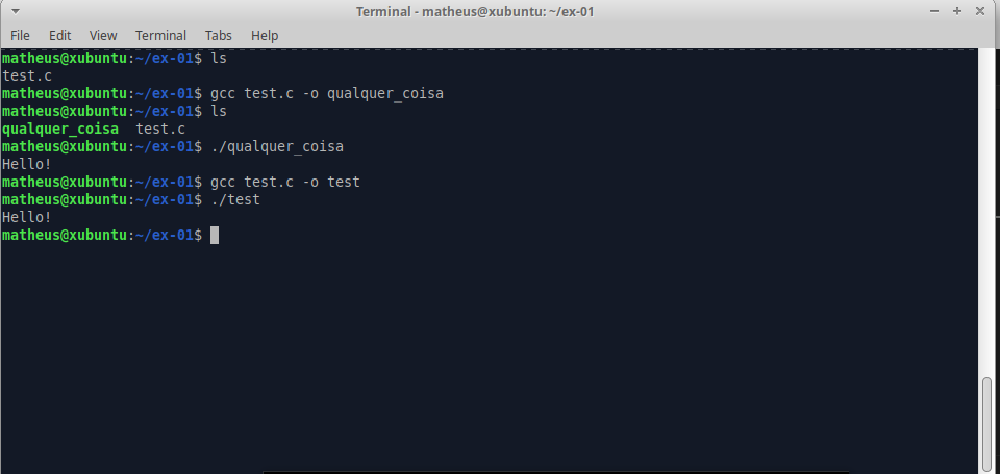 Terminal - matheus@xubuntu: ~/ex-01
File Edit View Terminal Tabs Help
matheus@xubuntu:~/ex-01$ ls
test.c
matheus@xubuntu:~/ex-01$ gcc test.c -o qualquer_coisa
matheus@xubuntu:~/ex-01$ ls
qualquer_coisa  test.c
matheus@xubuntu:~/ex-01$ ./qualquer_coisa
Hello!
matheus@xubuntu:~/ex-01$ gcc test.c -o test
matheus@xubuntu:~/ex-01$ ./test
Hello!
matheus@xubuntu:~/ex-01$